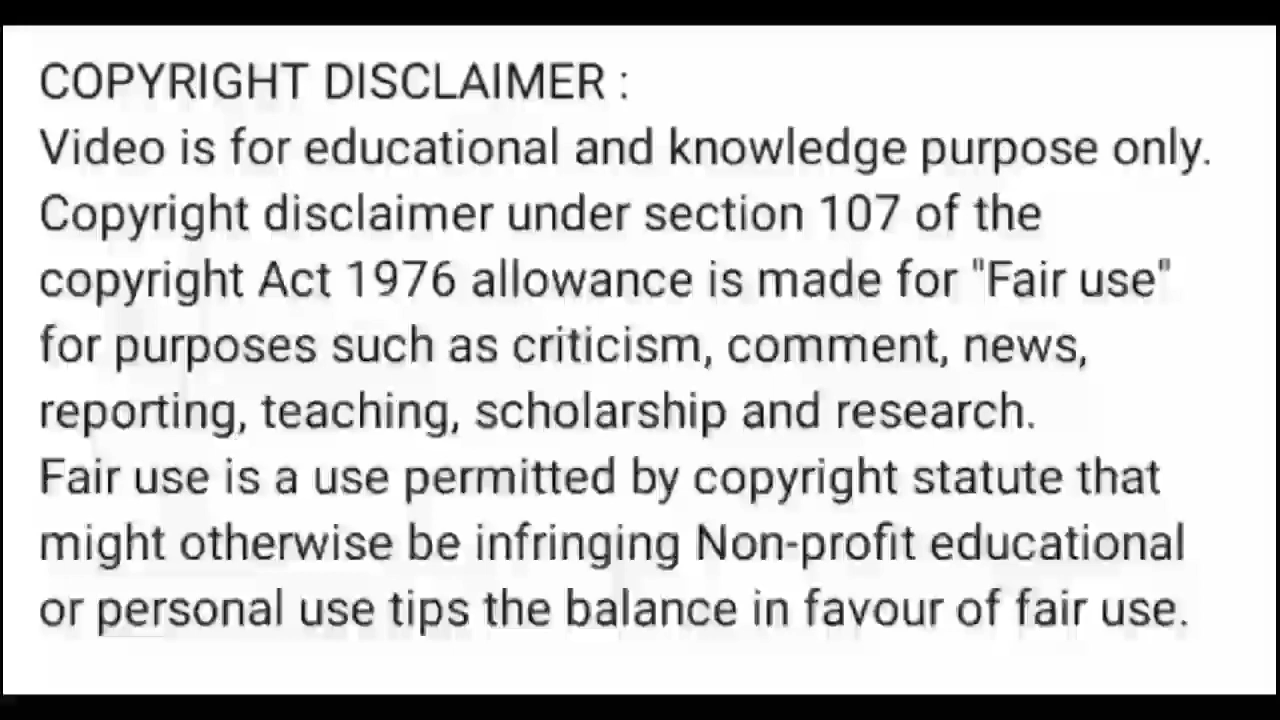 COPYRIGHT DISCLAIMER :
Video is for educational and knowledge purpose only.
Copyright disclaimer under section 107 of the
copyright Act 1976 allowance is made for "Fair use"
for purposes such as criticism, comment, news,
reporting, teaching, scholarship and research.
Fair use is a use permitted by copyright statute that
might otherwise be infringing Non-profit educational
or personal use tips the balance in favour of fair use.